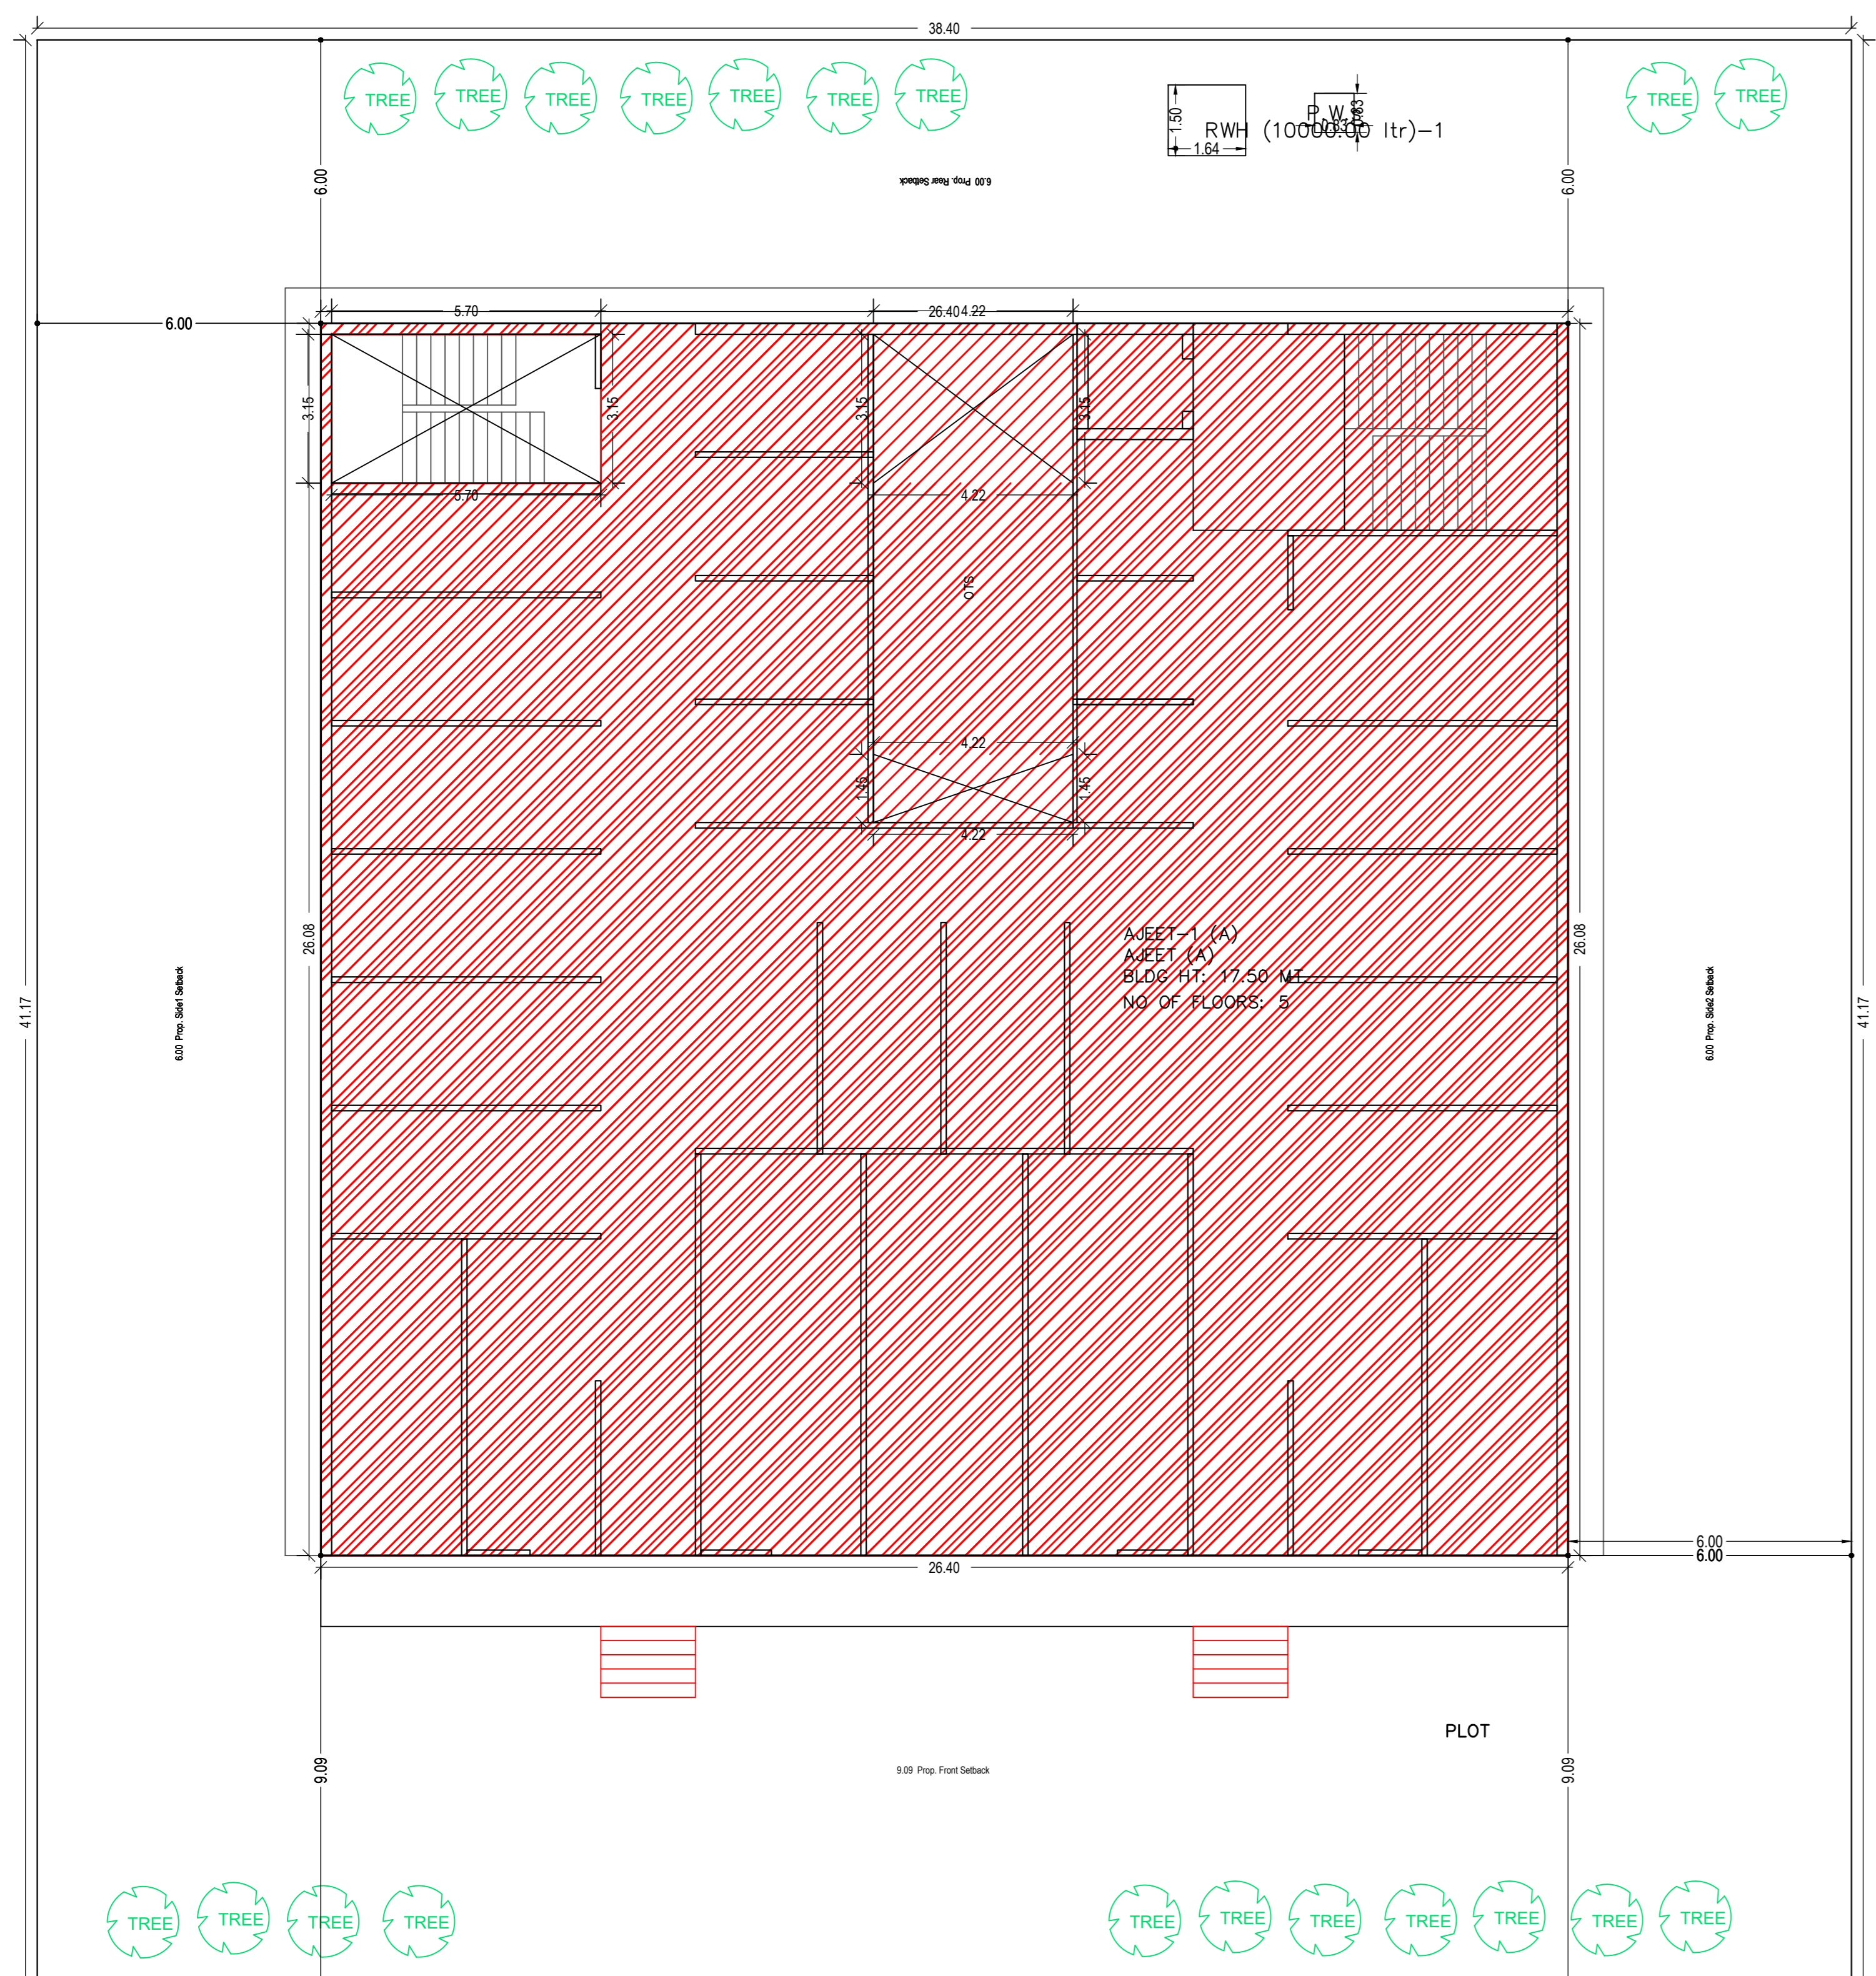 38.40
TREE TREE TREE TREE TREE TREE TREE TREE TREE
1.50
1.64
P.W.
0.83
0.83
RWH (10000.00 ltr)-1
6.00
6.00
6.00 Prop. Rear Setback
6.00
5.70
26.40
4.22
3.15
3.15
3.15
3.15
5.70
4.22
OTS
4.22
1.45
1.45
4.22
26.08
26.08
AJEET-1 (A)
AJEET (A)
BLDG HT: 17.50 MT
NO OF FLOORS: 5
41.17
41.17
6.00 Prop. Side1 Setback
6.00 Prop. Side2 Setback
6.00
6.00
26.40
PLOT
9.09
9.09
9.09 Prop. Front Setback
TREE TREE TREE TREE TREE TREE TREE TREE TREE TREE TREE